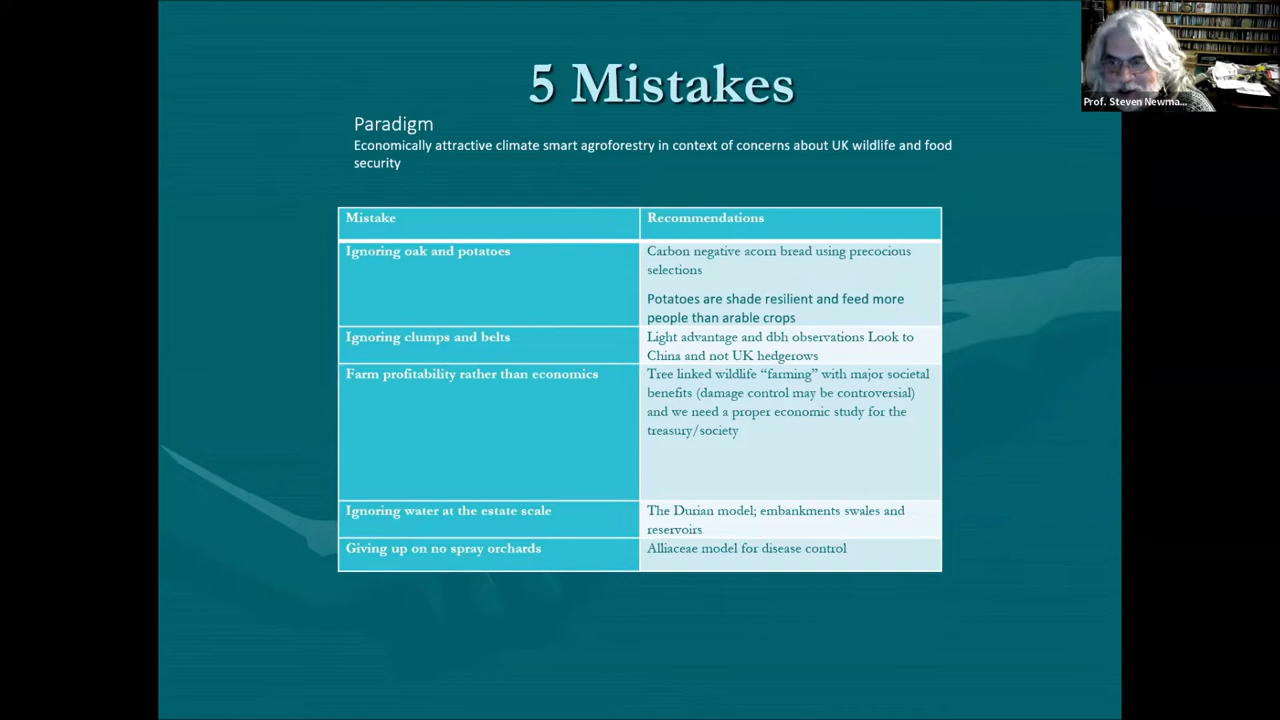 5 Mistakes
Paradigm
Economically attractive climate smart agroforestry in context of concerns about UK wildlife and food
security
Mistake
Recommendations
Ignoring oak and potatoes
Carbon negative acorn bread using precocious
selections
Potatoes are shade resilient and feed more
people than arable crops
Ignoring clumps and belts
Light advantage and dbh observations Look to
China and not UK hedgerows
Farm profitability rather than economics
Tree linked wildlife “farming” with major societal
benefits (damage control may be controversial)
and we need a proper economic study for the
treasury/society
Ignoring water at the estate scale
The Durian model; embankments swales and
reservoirs
Giving up on no spray orchards
Alliaceae model for disease control
Prof. Steven Newma...